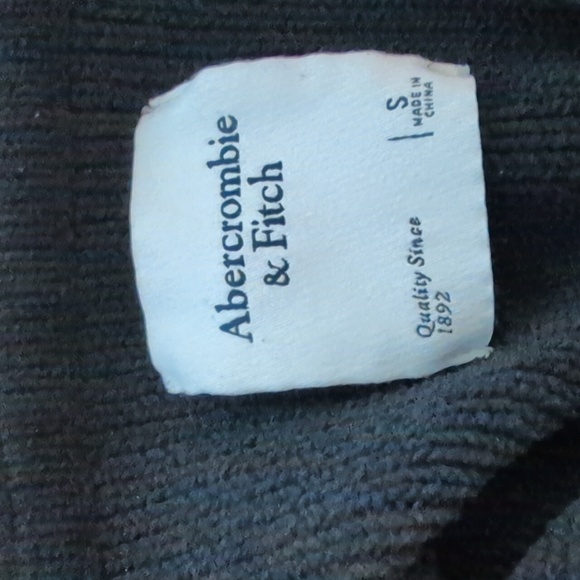 Abercrombie
& Fitch
Quality Since
1892
S
MADE IN
CHINA